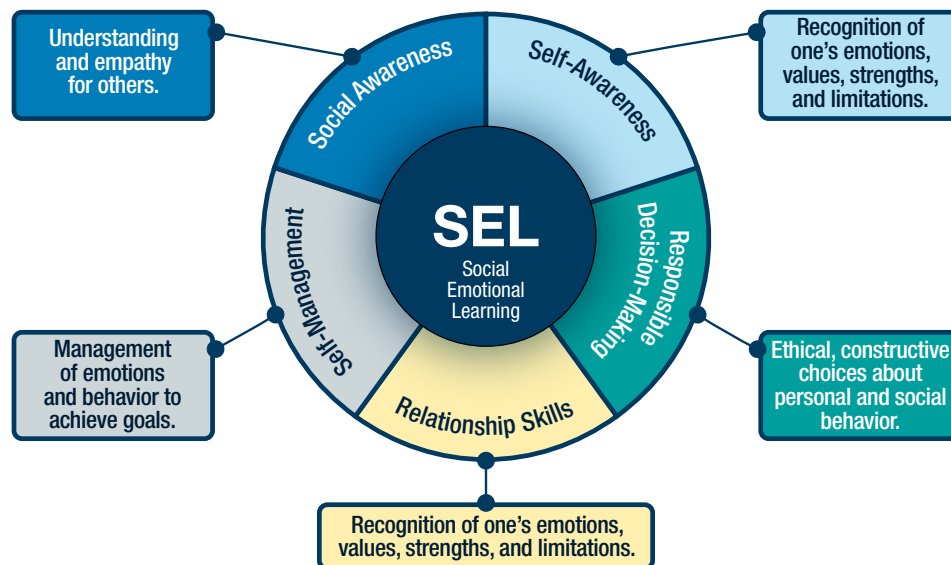 Understanding
and empathy
for others.
Social Awareness
Self-Awareness
Recognition of
one’s emotions,
values, strengths,
and limitations.
SEL
Social
Emotional
Learning
Self-Management
Responsible
Decision-Making
Management
of emotions
and behavior to
achieve goals.
Relationship Skills
Ethical, constructive
choices about
personal and social
behavior.
Recognition of one’s emotions,
values, strengths, and limitations.